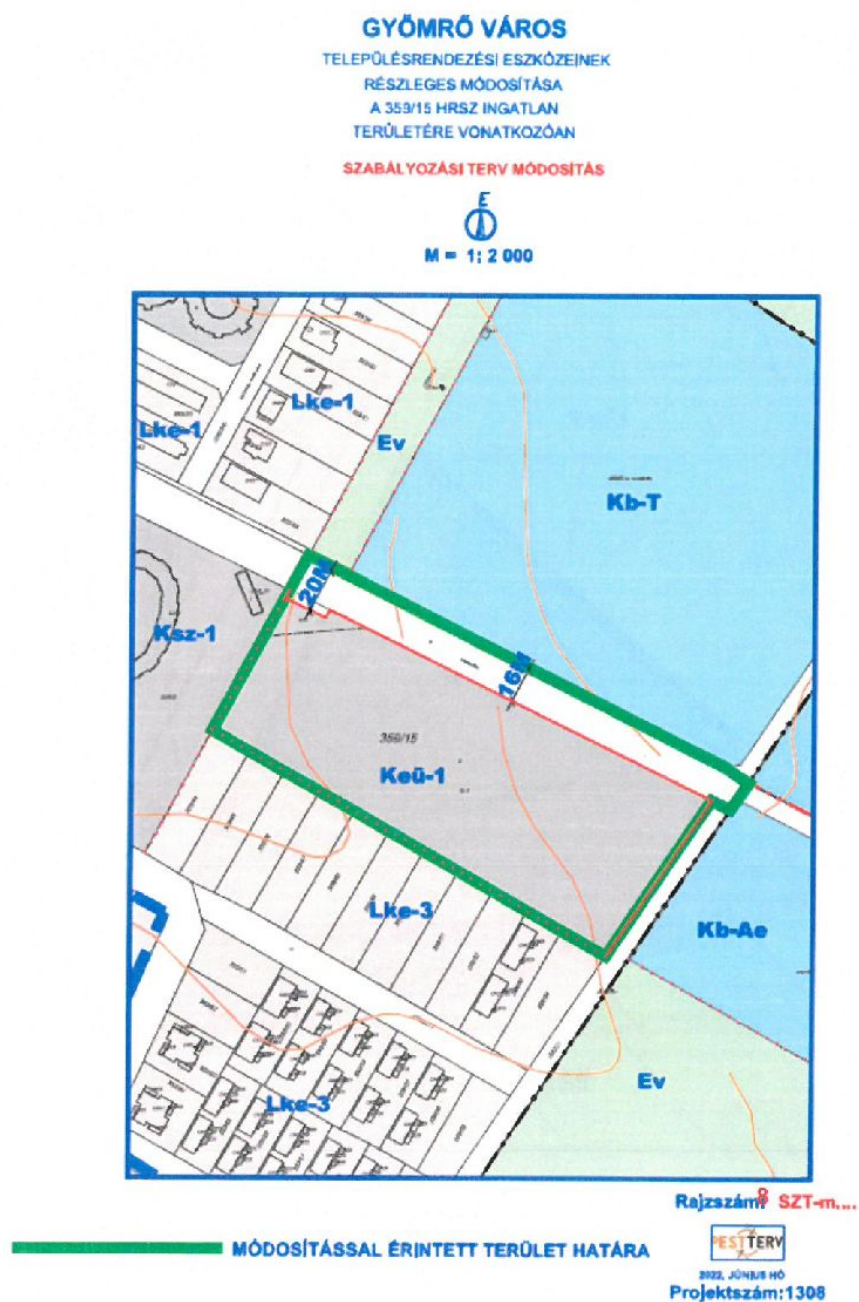 GYÖMRŐ VÁROS
TELEPÜLÉSRENDEZÉSI ESZKÖZEINEK
RÉSZLEGES MÓDOSÍTÁSA
A 359/15 HRSZ INGATLAN
TERÜLETÉRE VONATKOZÓAN
SZABÁLYOZÁSI TERV MÓDOSÍTÁS
É
M = 1: 2 000
Lke-1
Lke-1
Ev
Kb-T
20M
Ksz-1
16M
359/15
Keü-1
Lke-3
Kb-Ae
Ev
Lke-3
Rajzszám: 8 SZT-m....
MÓDOSÍTÁSSAL ÉRINTETT TERÜLET HATÁRA
PESTTERV
2022. JÚNIUS HÓ
Projektszám:1308